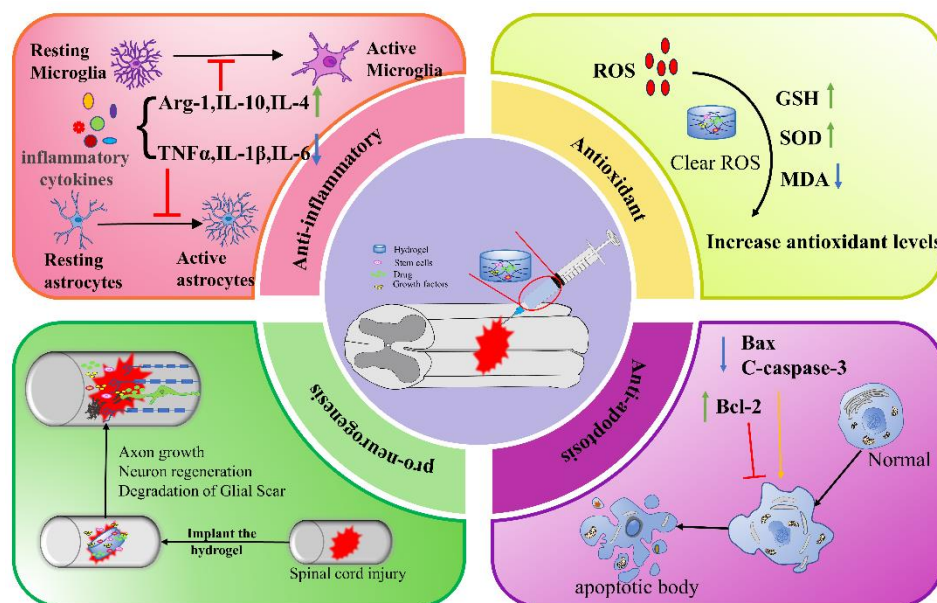 Resting
Microglia
Active
Microglia
Arg-1,IL-10,IL-4
TNFα,IL-1β,IL-6
inflammatory
cytokines
Resting
astrocytes
Active
astrocytes
Anti-inflammatory
Antioxidant
ROS
Clear ROS
GSH
SOD
MDA
Increase antioxidant levels
Hydrogel
Stem cells
Drug
Growth factors
pro-neurogenesis
Anti-apoptosis
Axon growth
Neuron regeneration
Degradation of Glial Scar
Implant the
hydrogel
Spinal cord injury
Bax
C-caspase-3
Bcl-2
Normal
apoptotic body